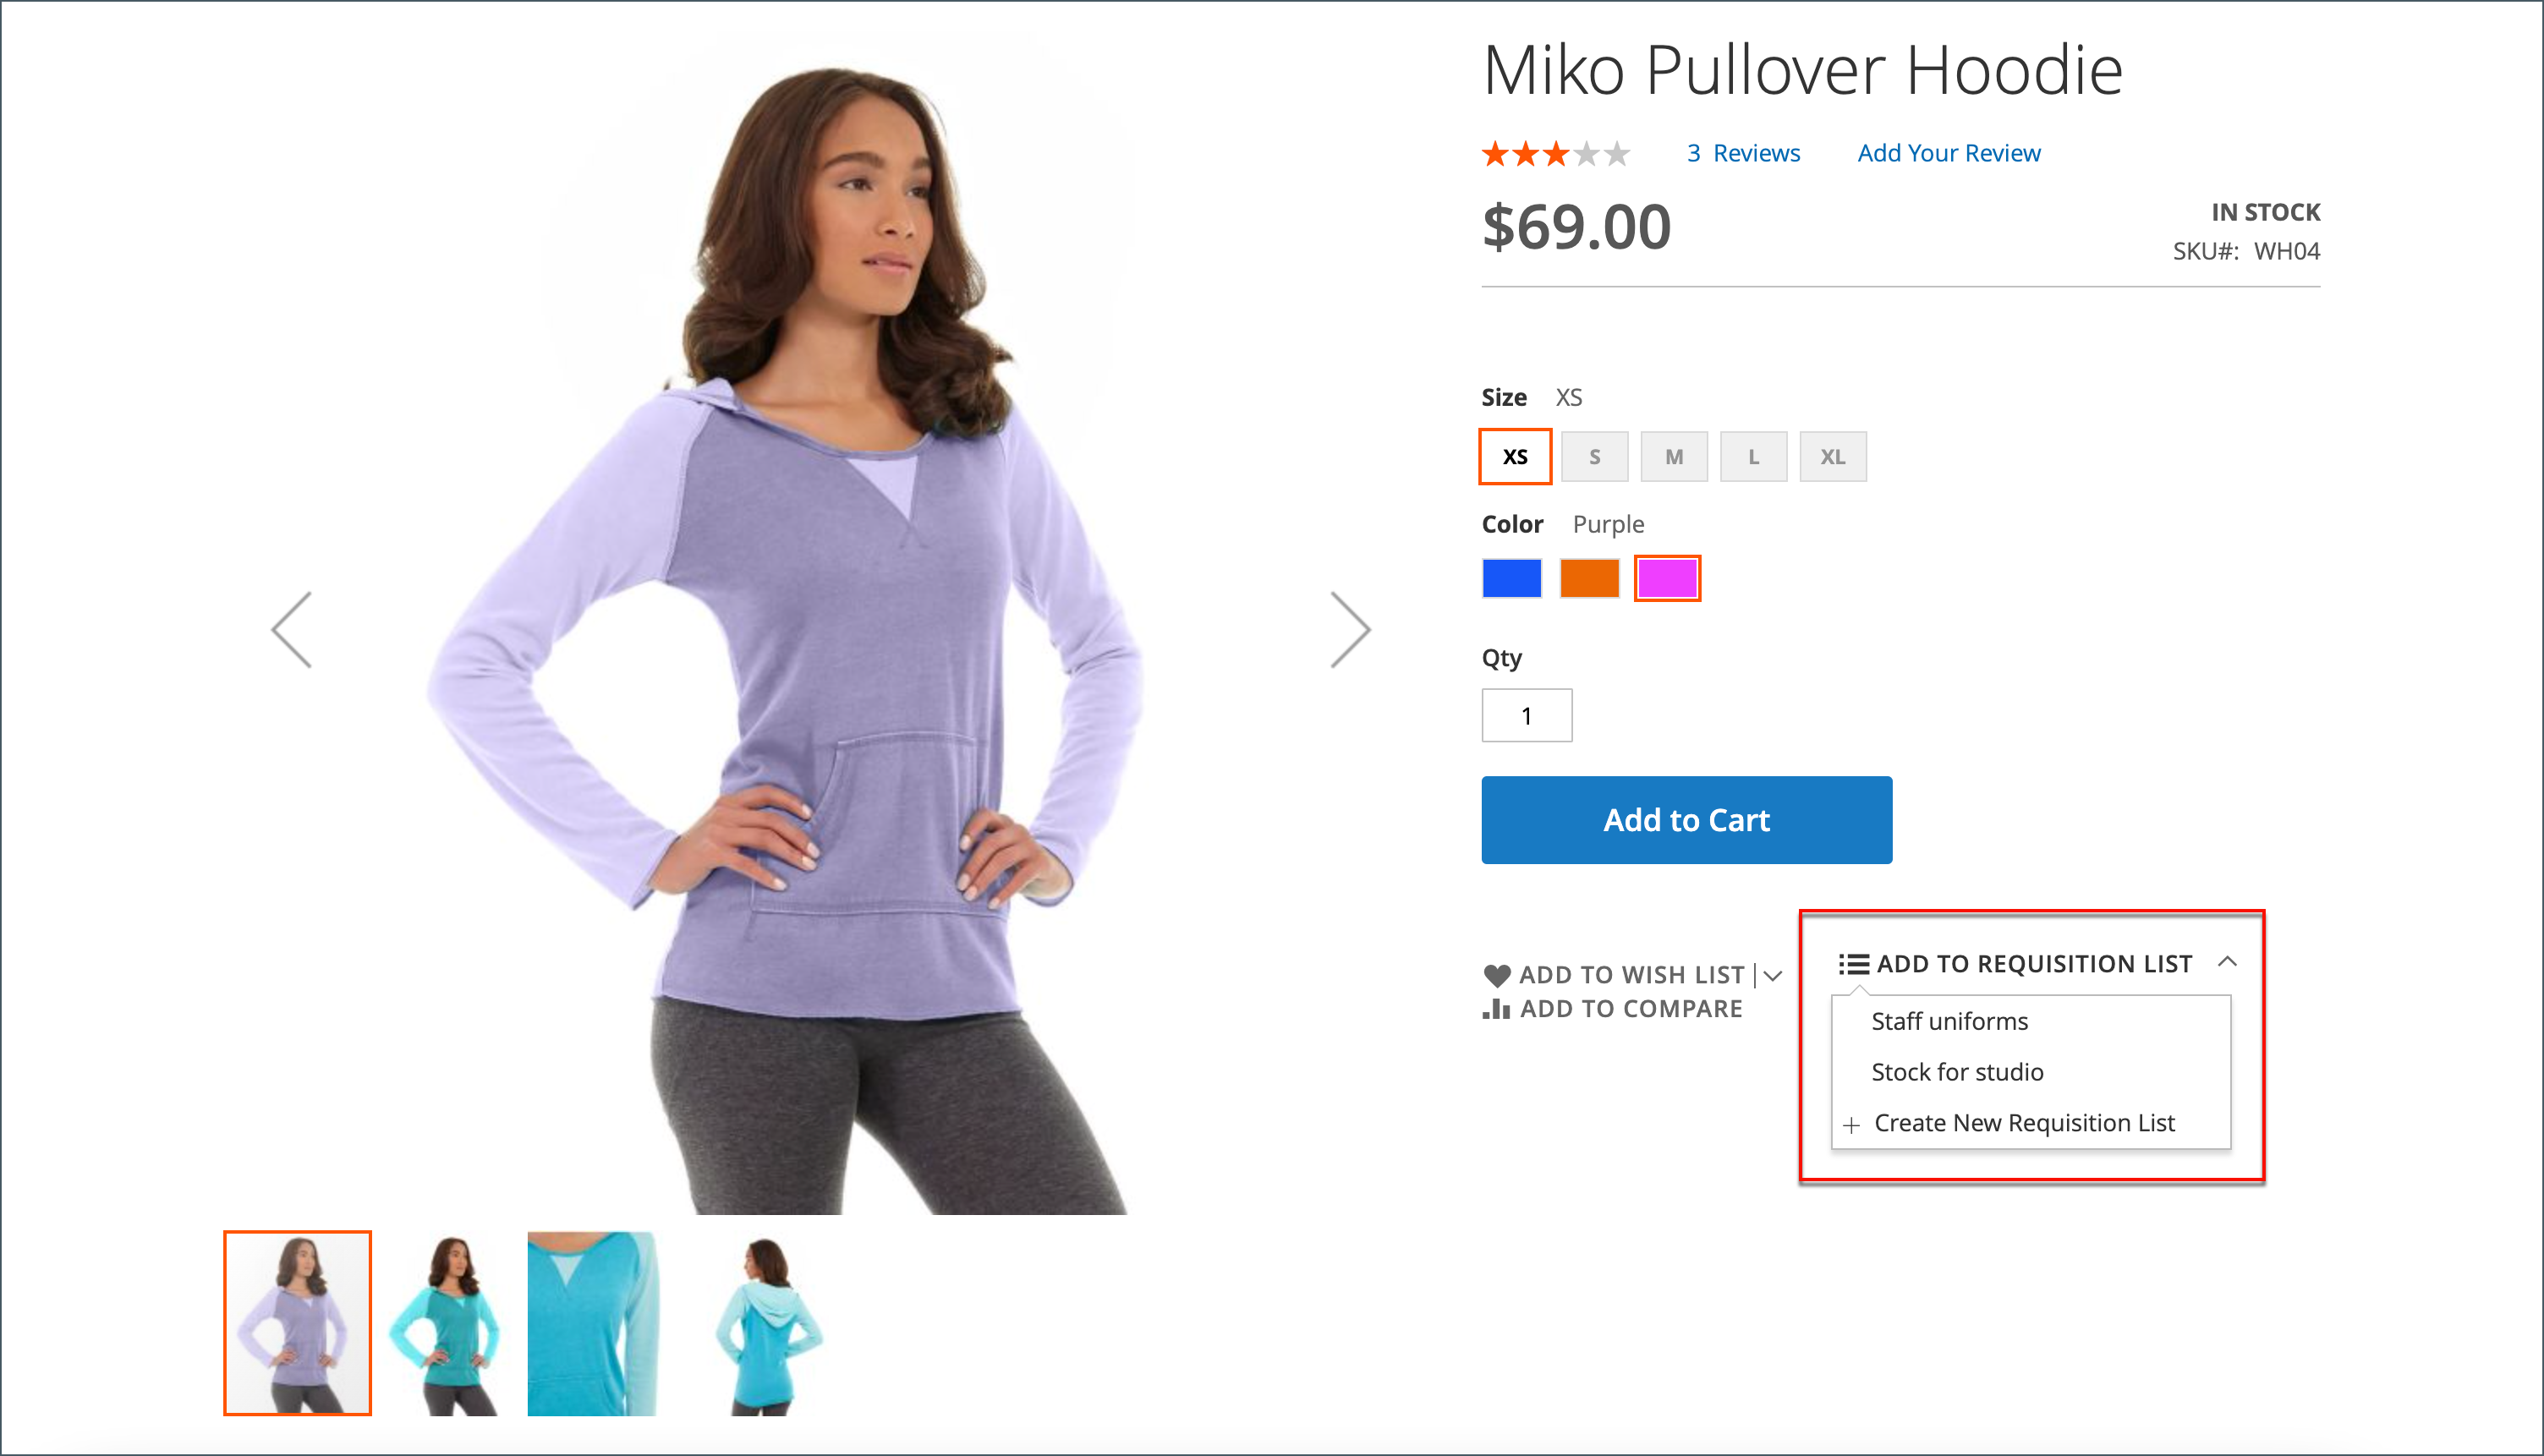 Miko Pullover Hoodie
3 Reviews Add Your Review
$69.00
IN STOCK
SKU#: WH04
Size XS
XS S M L XL
Color Purple
Qty
1
Add to Cart
ADD TO WISH LIST
ADD TO COMPARE
ADD TO REQUISITION LIST
Staff uniforms
Stock for studio
+ Create New Requisition List